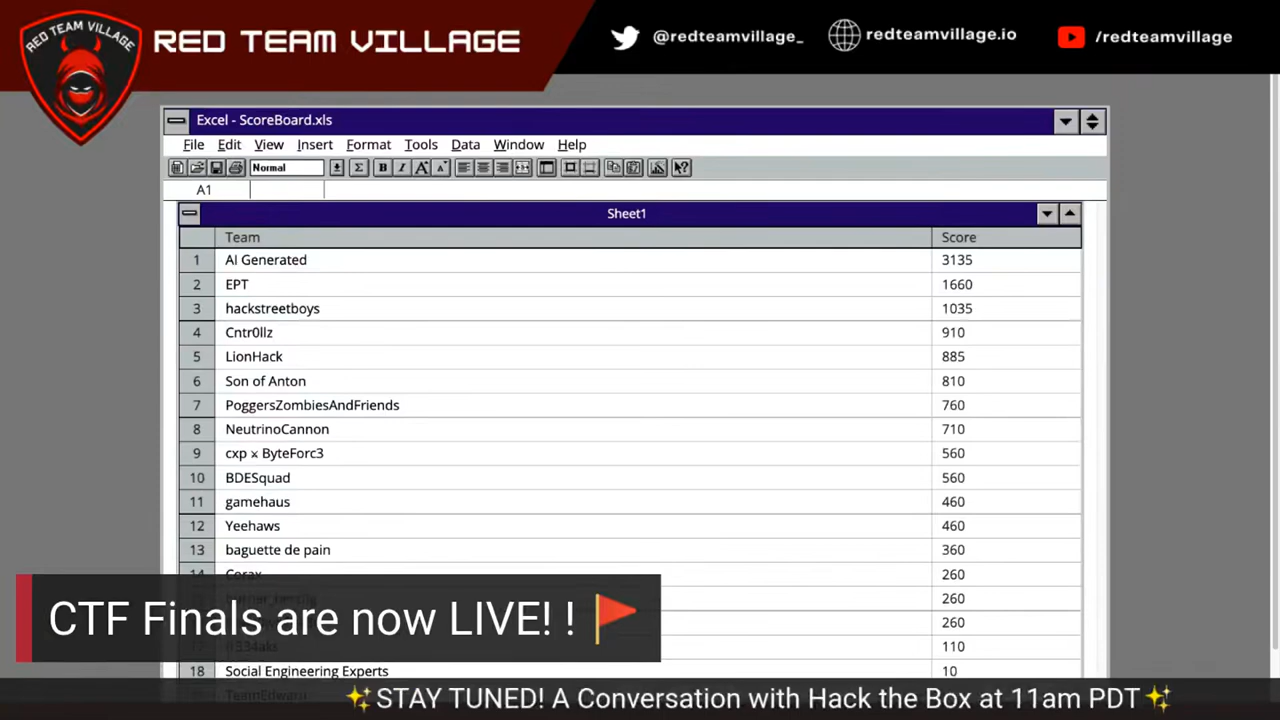 RED TEAM VILLAGE
RED TEAM VILLAGE
@redteamvillage_
redteamvillage.io
/redteamvillage
Excel - ScoreBoard.xls
File Edit View Insert Format Tools Data Window Help
Normal
A1
Sheet1
Team Score
1 AI Generated 3135
2 EPT 1660
3 hackstreetboys 1035
4 Cntr0llz 910
5 LionHack 885
6 Son of Anton 810
7 PoggersZombiesAndFriends 760
8 NeutrinoCannon 710
9 cxp × ByteForc3 560
10 BDESquad 560
11 gamehaus 460
12 Yeehaws 460
13 baguette de pain 360
14 Corax 260
260
260
110
18 Social Engineering Experts 10
CTF Finals are now LIVE! !
✨STAY TUNED! A Conversation with Hack the Box at 11am PDT✨